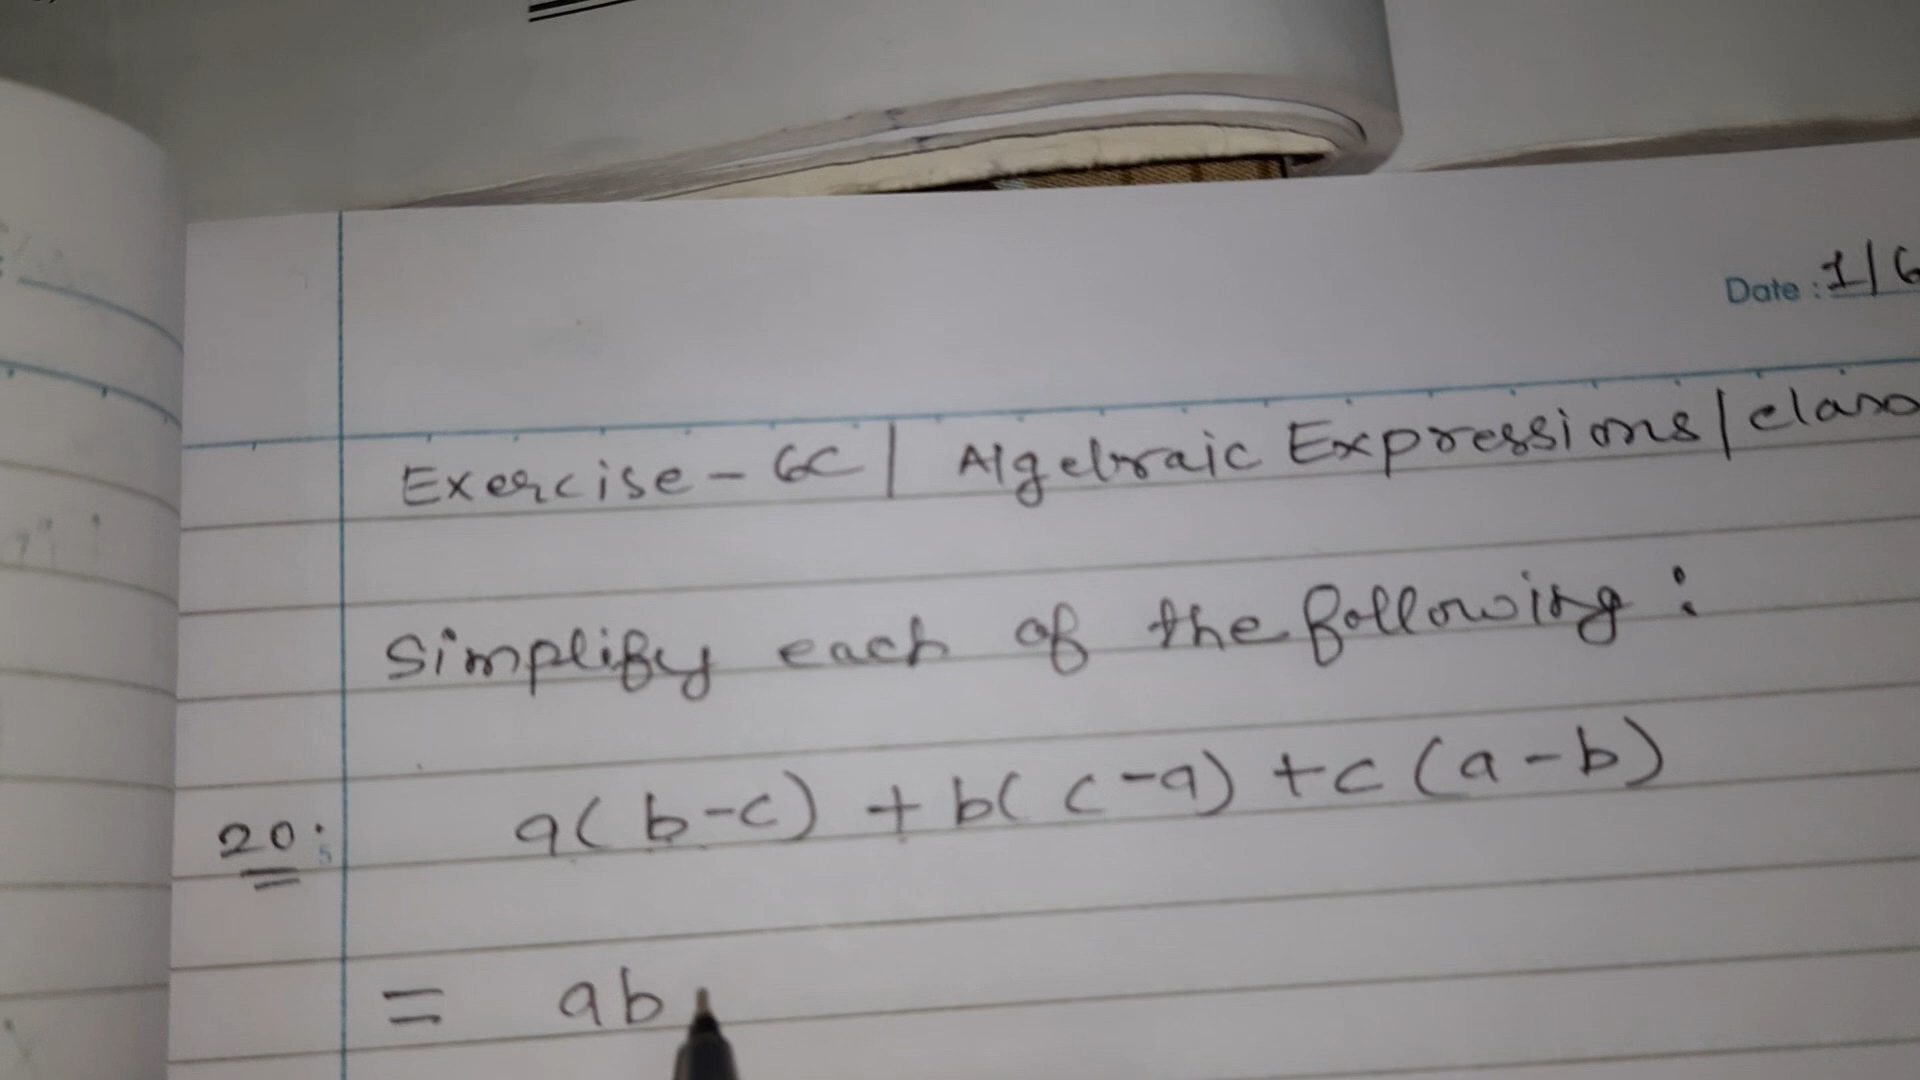 Date : 1/6
Exercise - 6C | Algebraic Expressions / class
Simplify each of the following :
20: a(b-c) + b(c-a) + c(a-b)
= ab